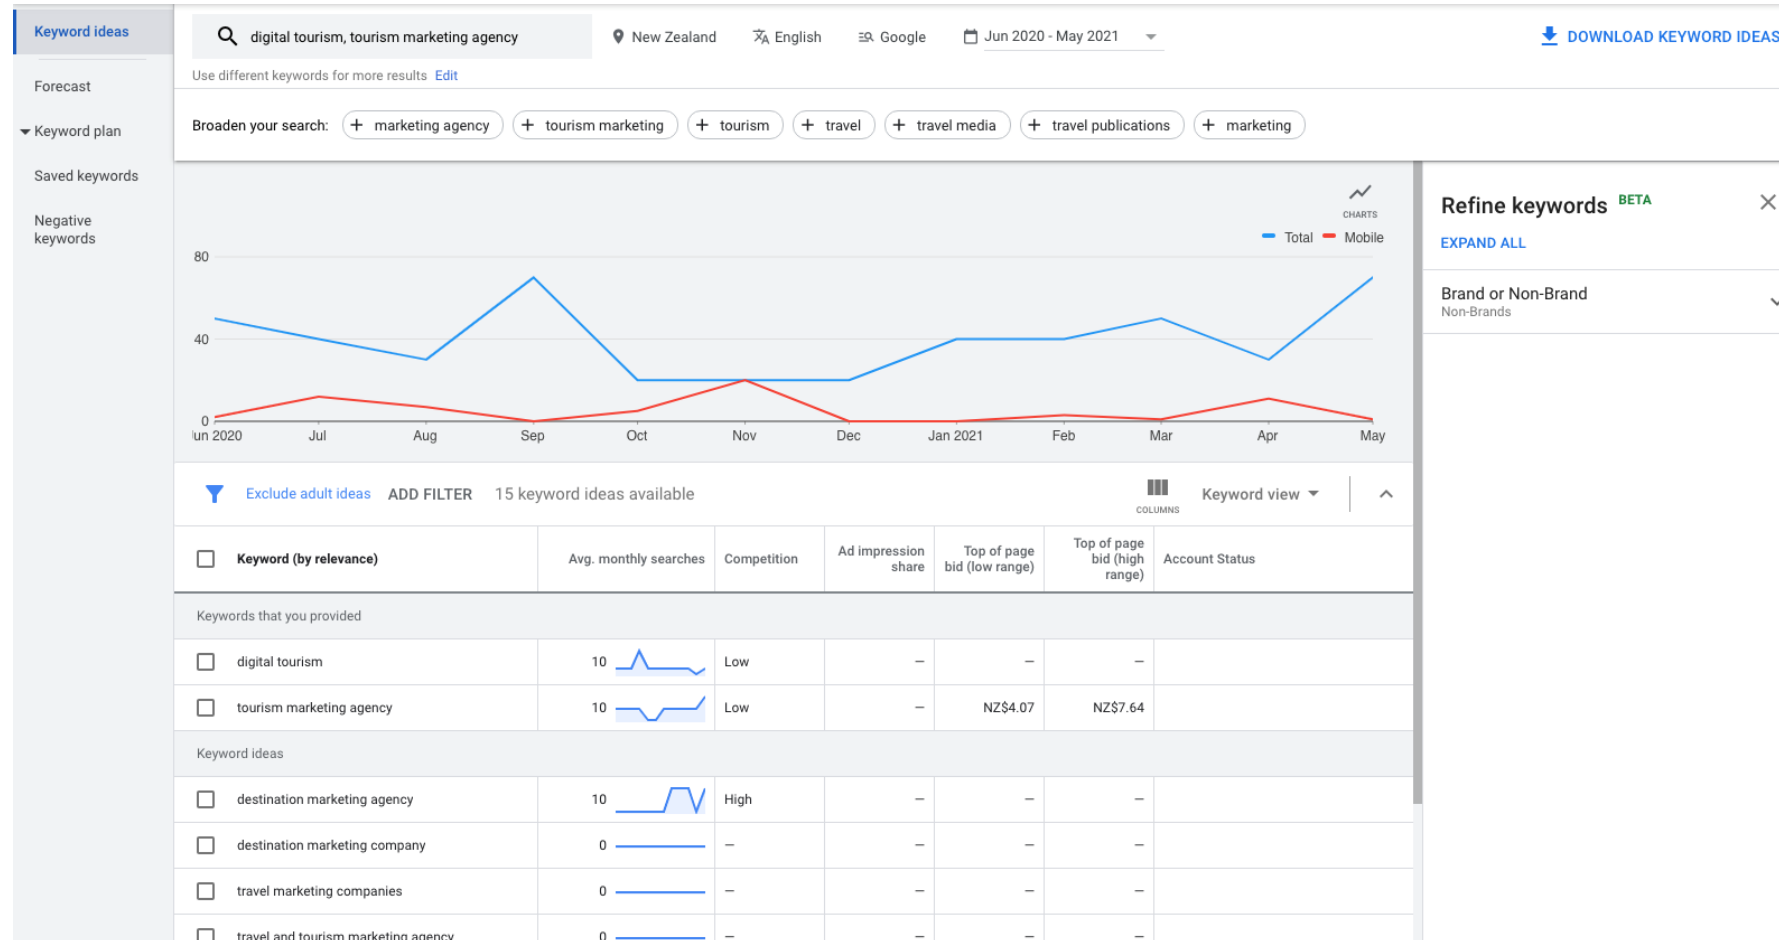 Keyword ideas
Forecast
Keyword plan
Saved keywords
Negative
keywords
digital tourism, tourism marketing agency
New Zealand
English
Google
Jun 2020 - May 2021
DOWNLOAD KEYWORD IDEAS
Use different keywords for more results Edit
Broaden your search:
+ marketing agency
+ tourism marketing
+ tourism
+ travel
+ travel media
+ travel publications
+ marketing
CHARTS
Total Mobile
80
40
0
un 2020 Jul Aug Sep Oct Nov Dec Jan 2021 Feb Mar Apr May
Refine keywords BETA
EXPAND ALL
Brand or Non-Brand
Non-Brands
Exclude adult ideas ADD FILTER 15 keyword ideas available
COLUMNS
Keyword view
Keyword (by relevance)
Avg. monthly searches
Competition
Ad impression
share
Top of page
bid (low range)
Top of page
bid (high
range)
Account Status
Keywords that you provided
digital tourism 10 Low – – –
tourism marketing agency 10 Low – NZ$4.07 NZ$7.64
Keyword ideas
destination marketing agency 10 High – – –
destination marketing company 0 – – – –
travel marketing companies 0 – – – –
travel and tourism marketing agency 0 – – – –